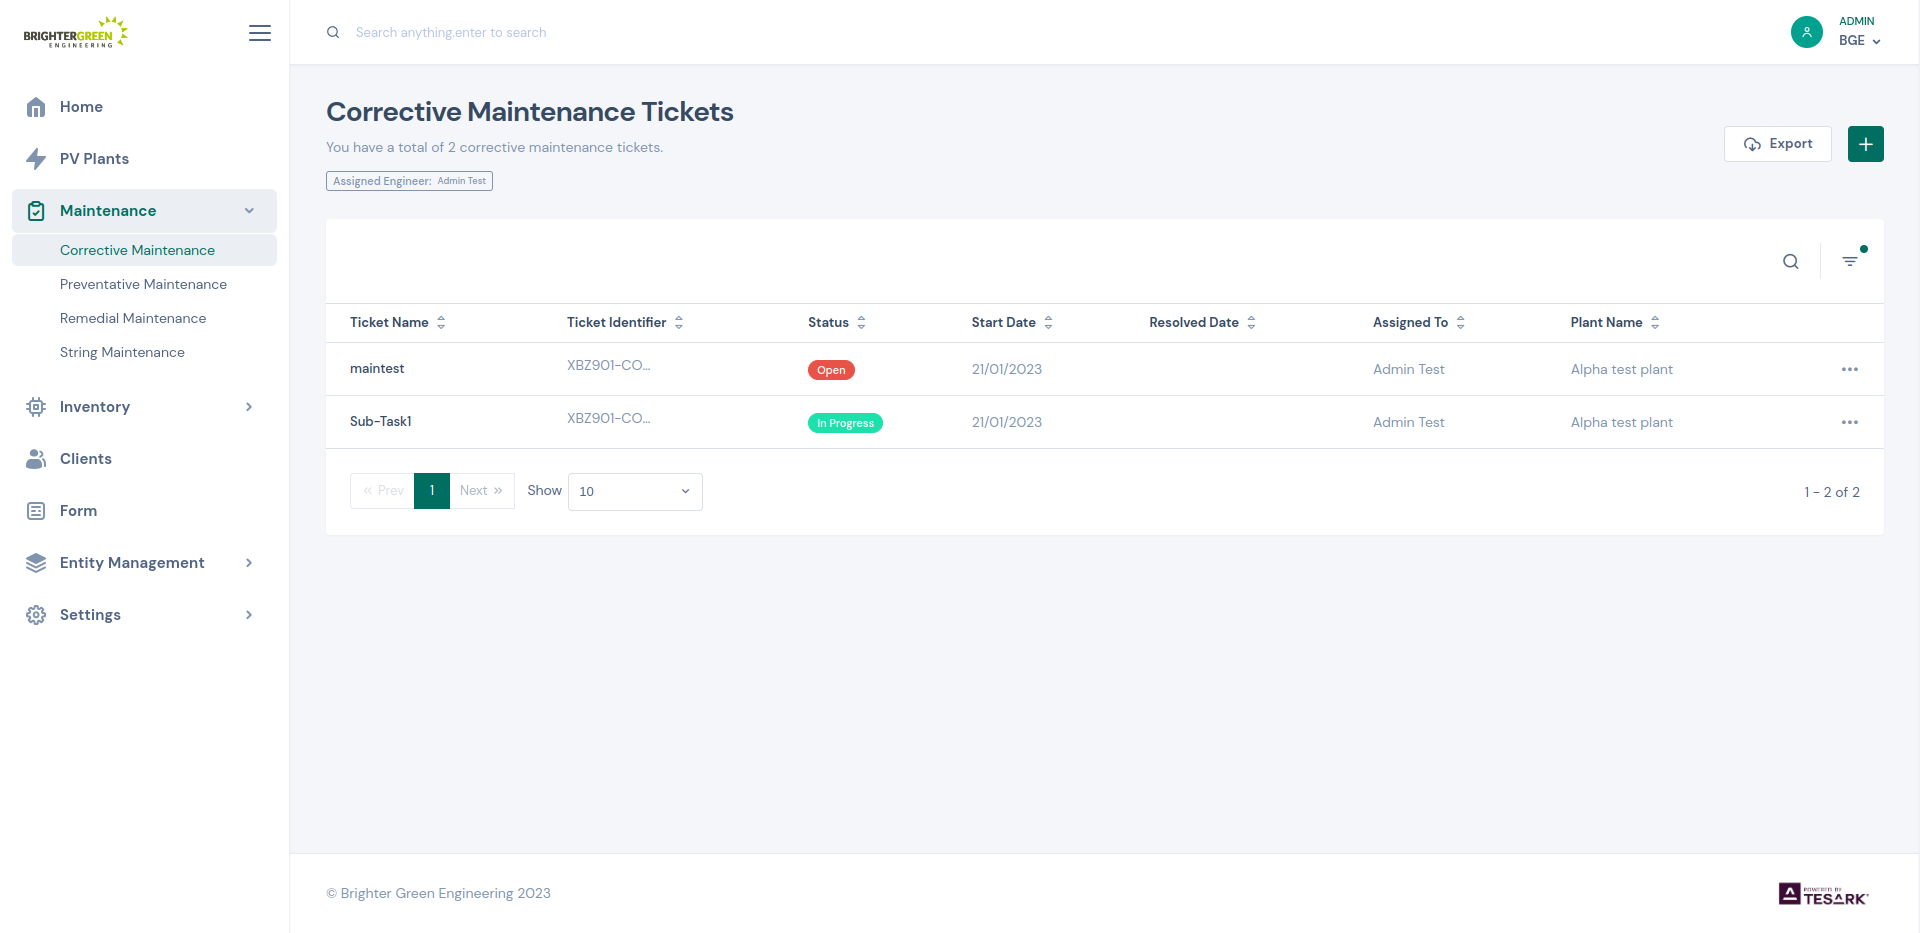 BRIGHTERGREEN
ENGINEERING
Search anything.enter to search
ADMIN
BGE
Home
PV Plants
Maintenance
Corrective Maintenance
Preventative Maintenance
Remedial Maintenance
String Maintenance
Inventory
Clients
Form
Entity Management
Settings
Corrective Maintenance Tickets
You have a total of 2 corrective maintenance tickets.
Assigned Engineer: Admin Test
Export
Ticket Name Ticket Identifier Status Start Date Resolved Date Assigned To Plant Name
maintest XBZ901-CO... Open 21/01/2023 Admin Test Alpha test plant
Sub-Task1 XBZ901-CO... In Progress 21/01/2023 Admin Test Alpha test plant
« Prev 1 Next » Show 10 1 - 2 of 2
© Brighter Green Engineering 2023
POWERED BY
TESARK